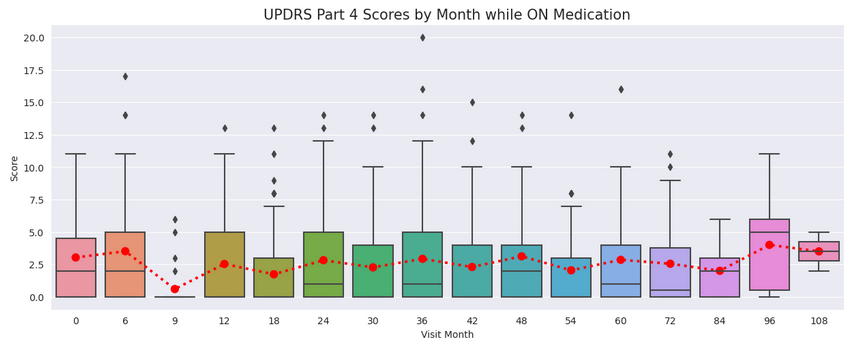 UPDRS Part 4 Scores by Month while ON Medication
20.0
17.5
15.0
12.5
10.0
7.5
5.0
2.5
0.0
Score
0 6 9 12 18 24 30 36 42 48 54 60 72 84 96 108
Visit Month